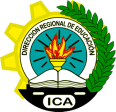 DIRECCIÓN REGIONAL DE EDUCACIÓN
ICA